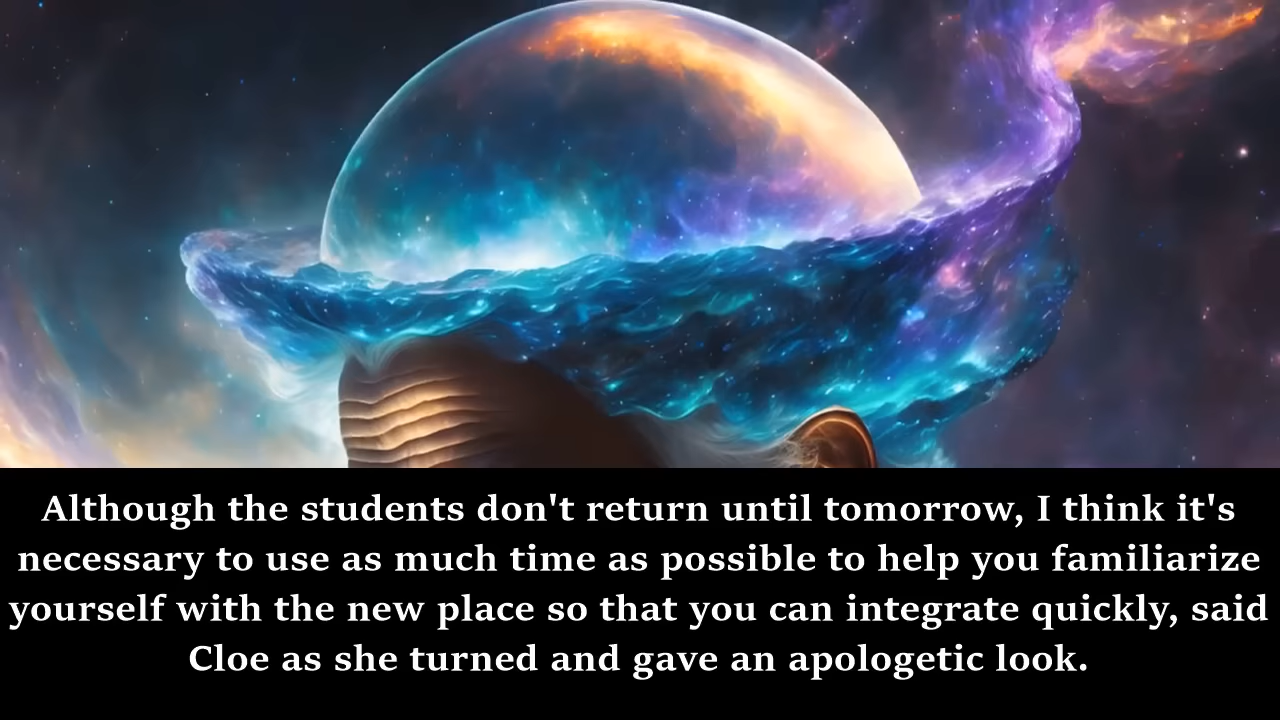 Although the students don't return until tomorrow, I think it's
necessary to use as much time as possible to help you familiarize
yourself with the new place so that you can integrate quickly, said
Cloe as she turned and gave an apologetic look.